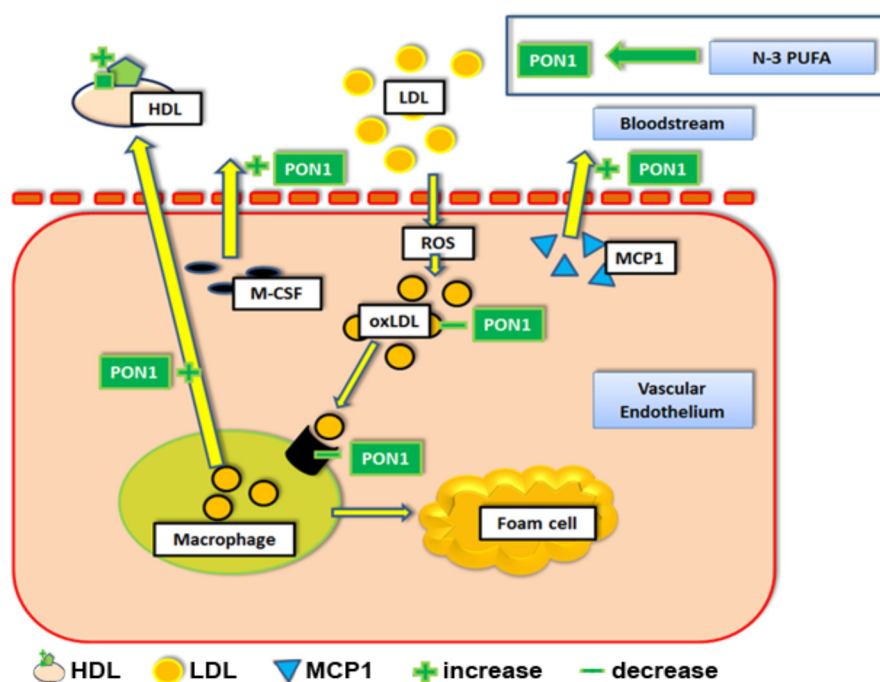 PON1
N-3 PUFA
HDL
LDL
Bloodstream
PON1
PON1
ROS
MCP1
M-CSF
oxLDL
PON1
PON1
Vascular
Endothelium
PON1
Macrophage
Foam cell
HDL LDL MCP1 increase decrease